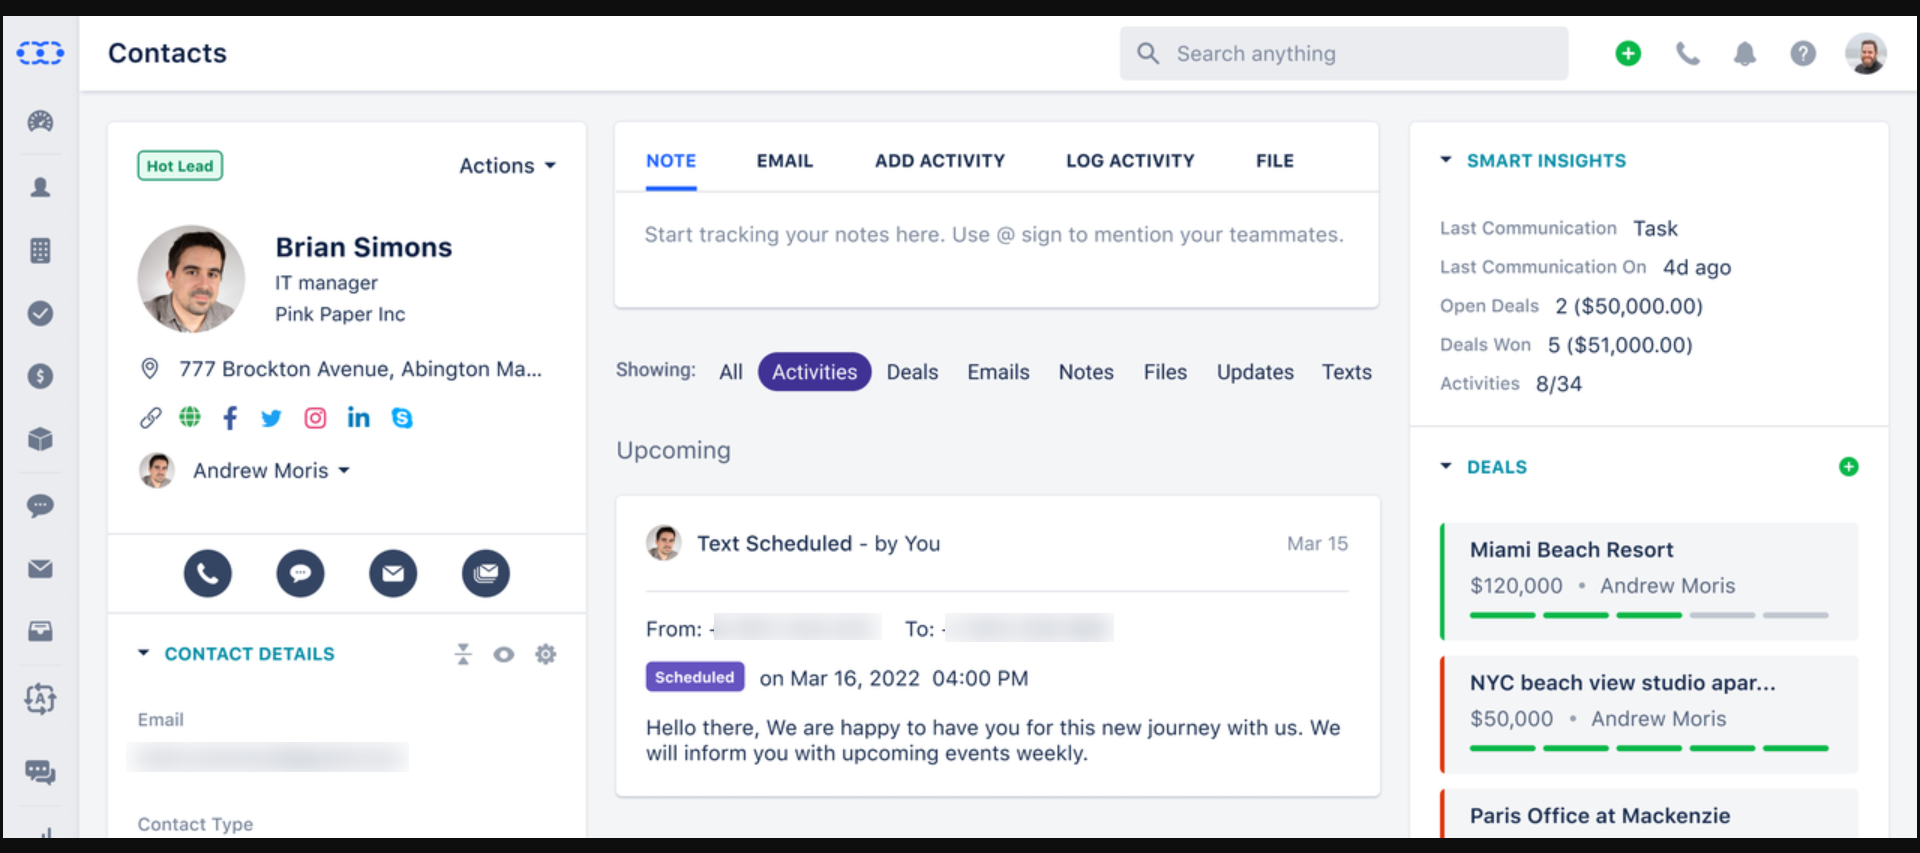 Contacts
Search anything
Hot Lead
Actions
Brian Simons
IT manager
Pink Paper Inc
777 Brockton Avenue, Abington Ma...
Andrew Moris
CONTACT DETAILS
Email
Contact Type
NOTE EMAIL ADD ACTIVITY LOG ACTIVITY FILE
Start tracking your notes here. Use @ sign to mention your teammates.
Showing: All Activities Deals Emails Notes Files Updates Texts
Upcoming
Text Scheduled - by You Mar 15
From: - To: -
Scheduled on Mar 16, 2022 04:00 PM
Hello there, We are happy to have you for this new journey with us. We
will inform you with upcoming events weekly.
SMART INSIGHTS
Last Communication Task
Last Communication On 4d ago
Open Deals 2 ($50,000.00)
Deals Won 5 ($51,000.00)
Activities 8/34
DEALS
Miami Beach Resort
$120,000 • Andrew Moris
NYC beach view studio apar...
$50,000 • Andrew Moris
Paris Office at Mackenzie